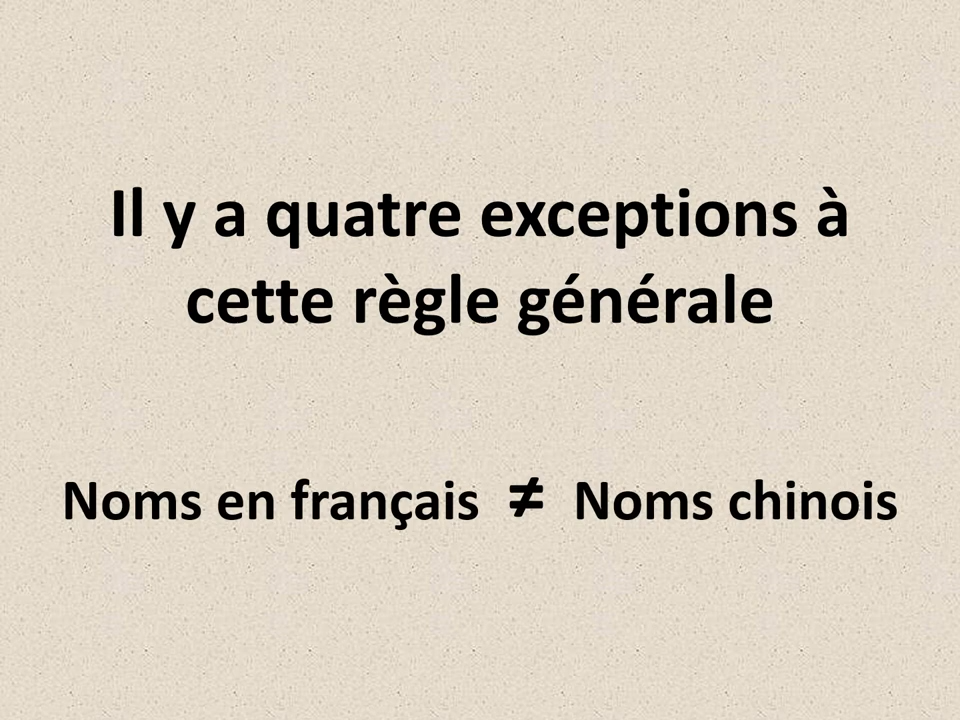 Il y a quatre exceptions à
cette règle générale
Noms en français ≠ Noms chinois